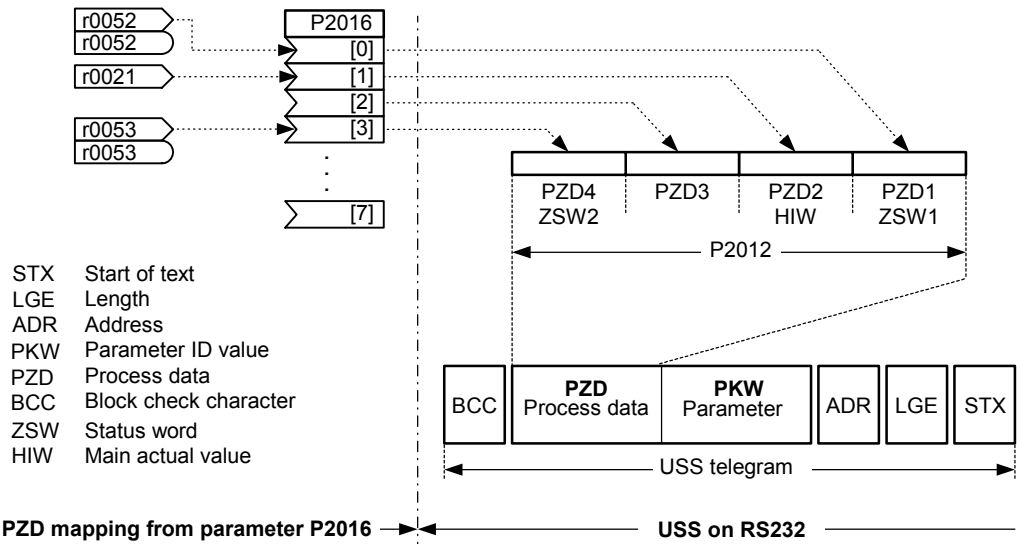 r0052
r0052
r0021
r0053
r0053
P2016
[0]
[1]
[2]
[3]
.
.
.
[7]
PZD4 PZD3 PZD2 PZD1
ZSW2 HIW ZSW1
P2012
STX Start of text
LGE Length
ADR Address
PKW Parameter ID value
PZD Process data
BCC Block check character
ZSW Status word
HIW Main actual value
BCC
PZD
Process data
PKW
Parameter
ADR
LGE
STX
USS telegram
PZD mapping from parameter P2016
USS on RS232